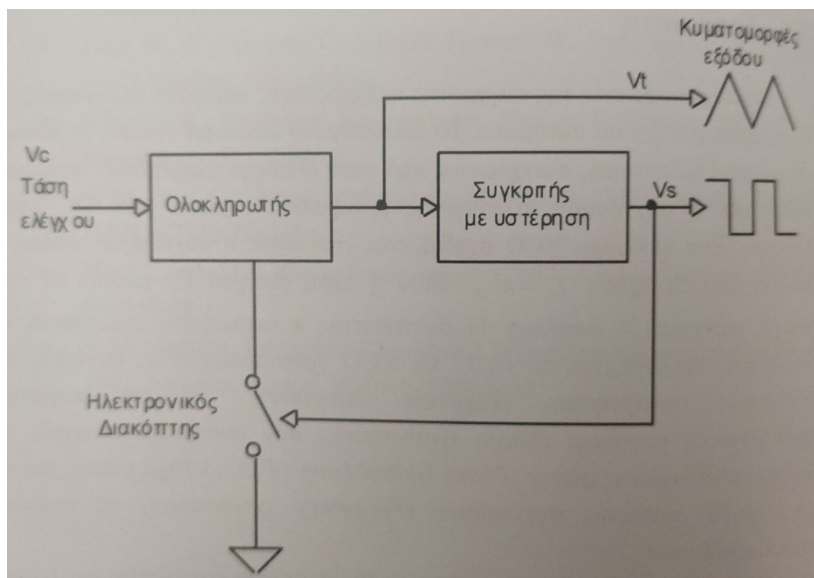 Κυματομορφές
εξόδου
Vt
Vc
Τάση
ελέγχου
Ολοκληρωτής
Συγκριτής
με υστέρηση
Vs
Ηλεκτρονικός
Διακόπτης